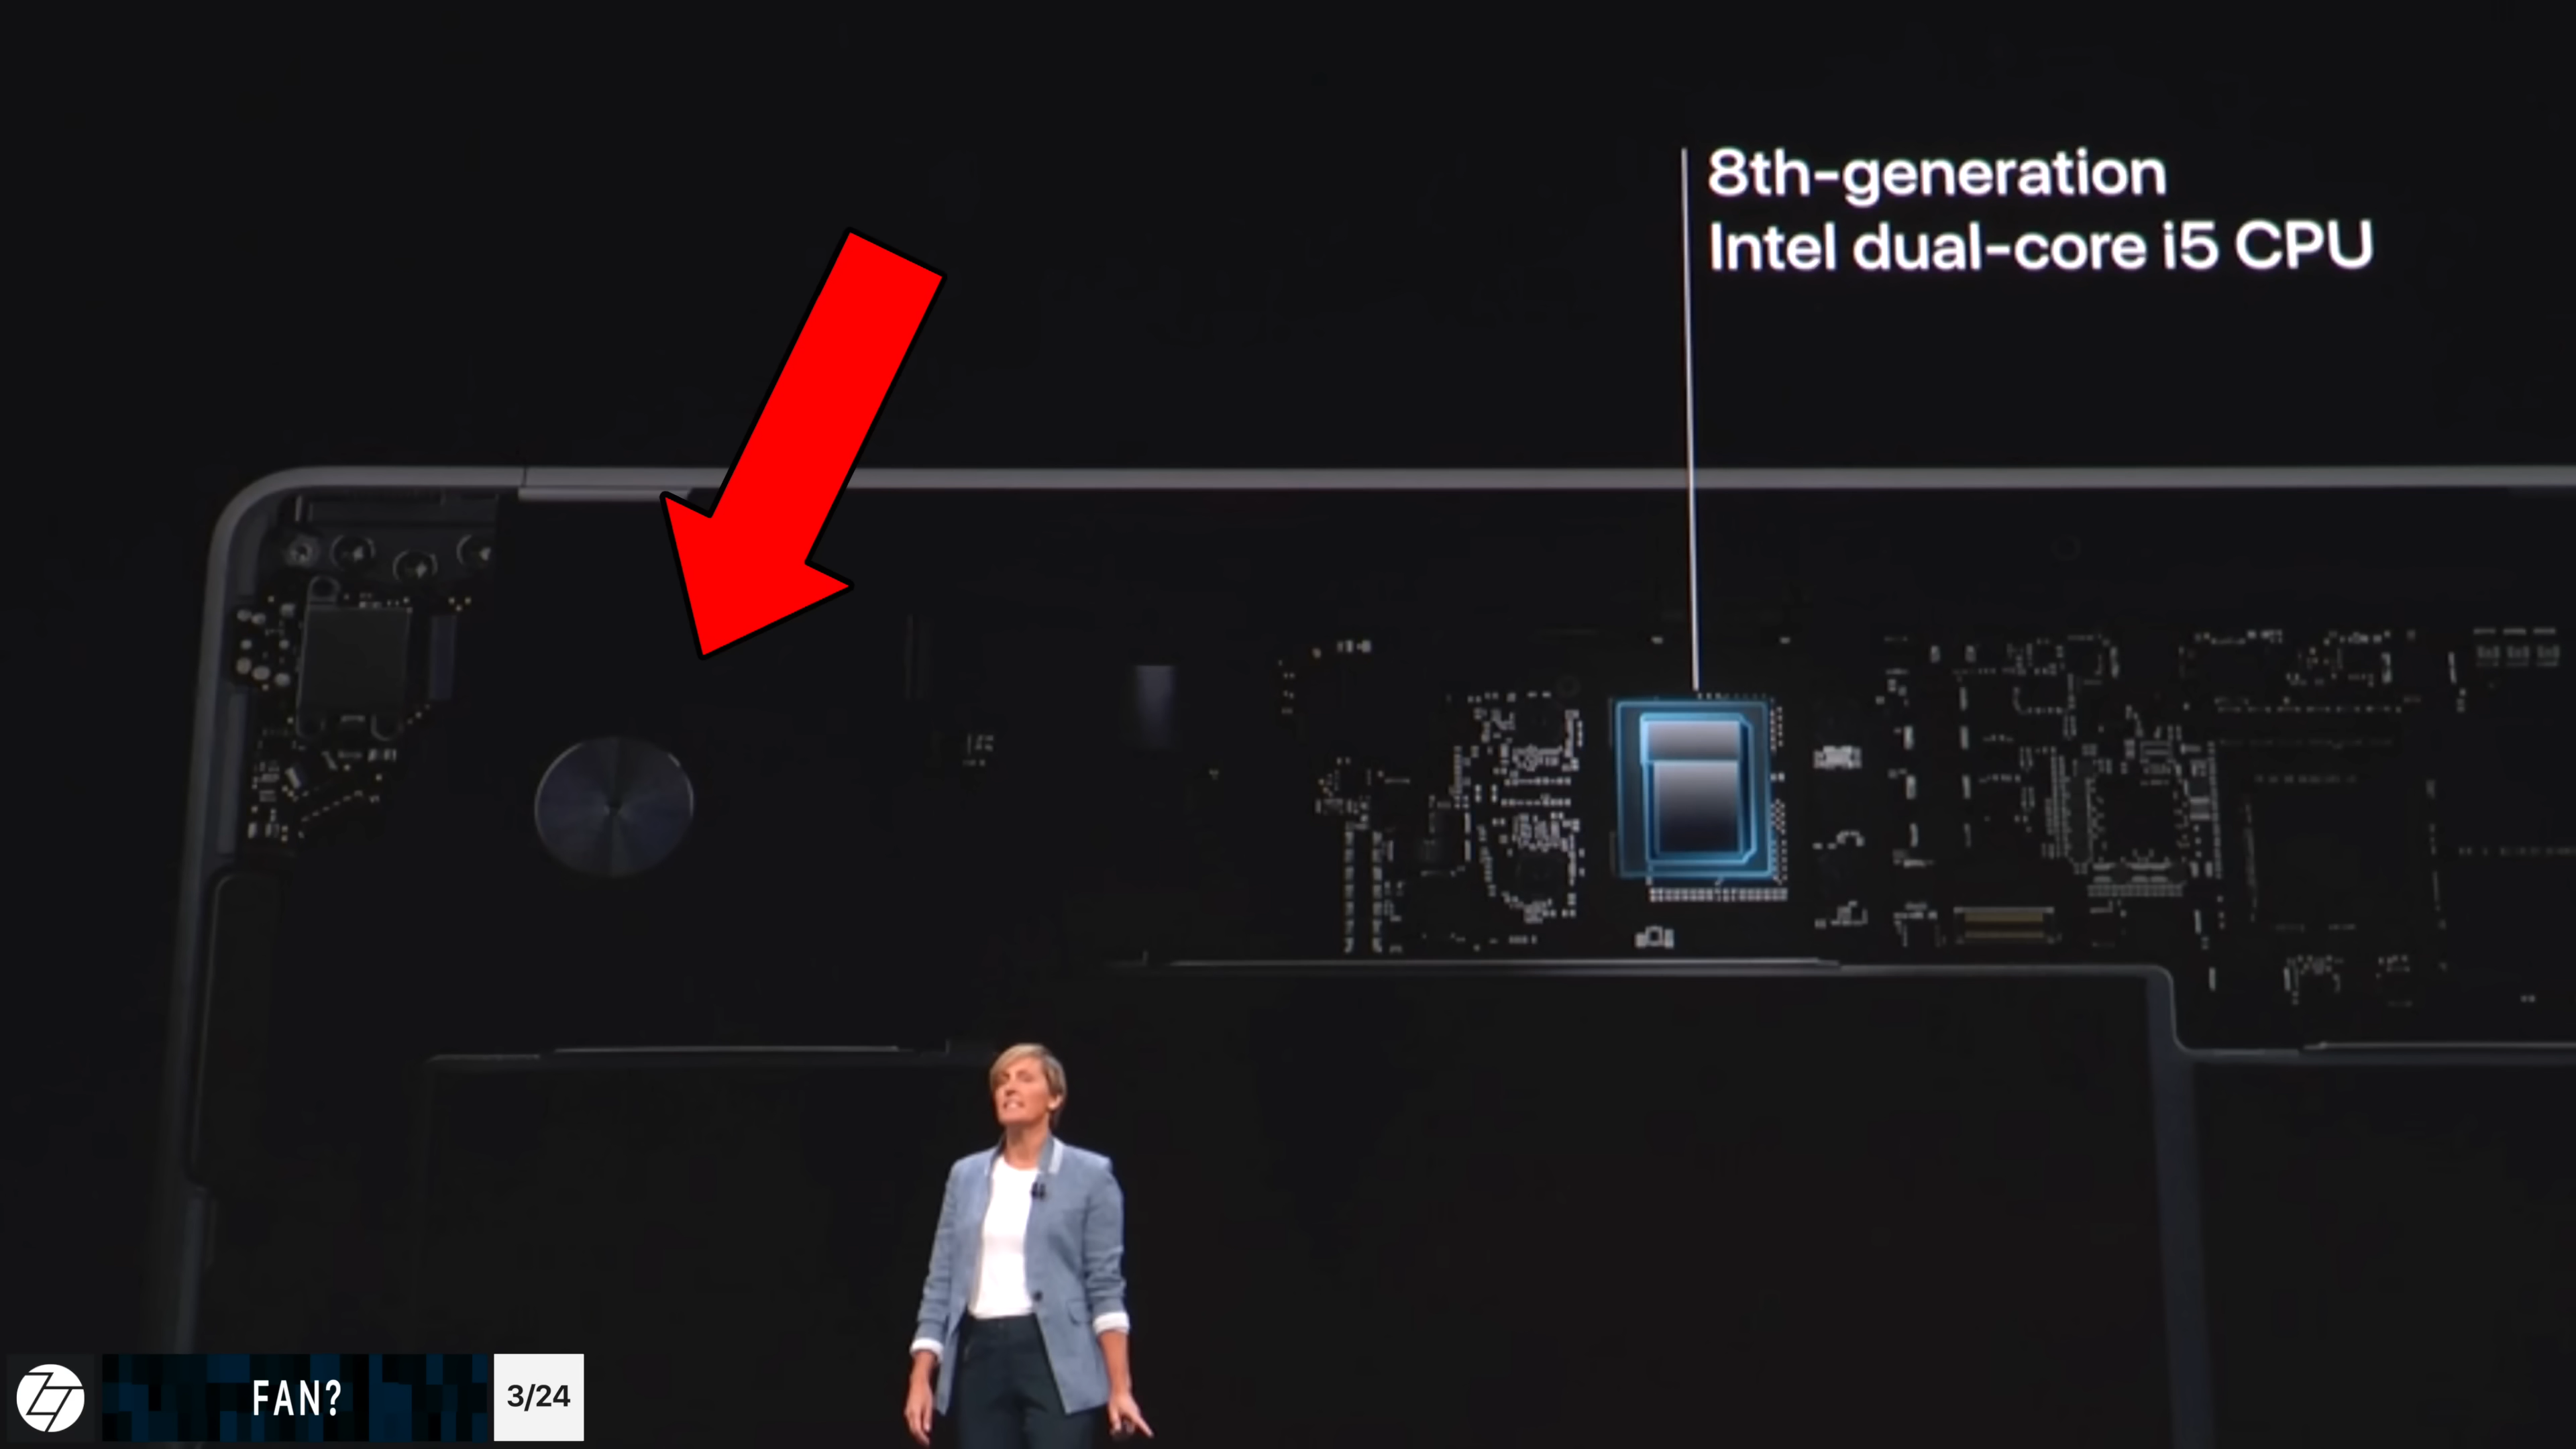 8th-generation
Intel dual-core i5 CPU
FAN?
3/24